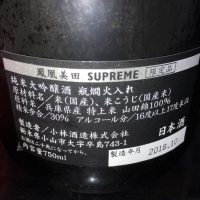 鳳凰美田 SUPREME 限定品
純米大吟醸酒 瓶燗火入れ
原材料名/米(国産)、米こうじ(国産米)
原料米/兵庫県産特上米 山田錦100%
精米歩合/30% アルコール分/16度以上17度未満
製造者/小林酒造株式会社
栃木県小山市大字卒島743-1
内容量750ml
日本酒
製造年月 2018.10